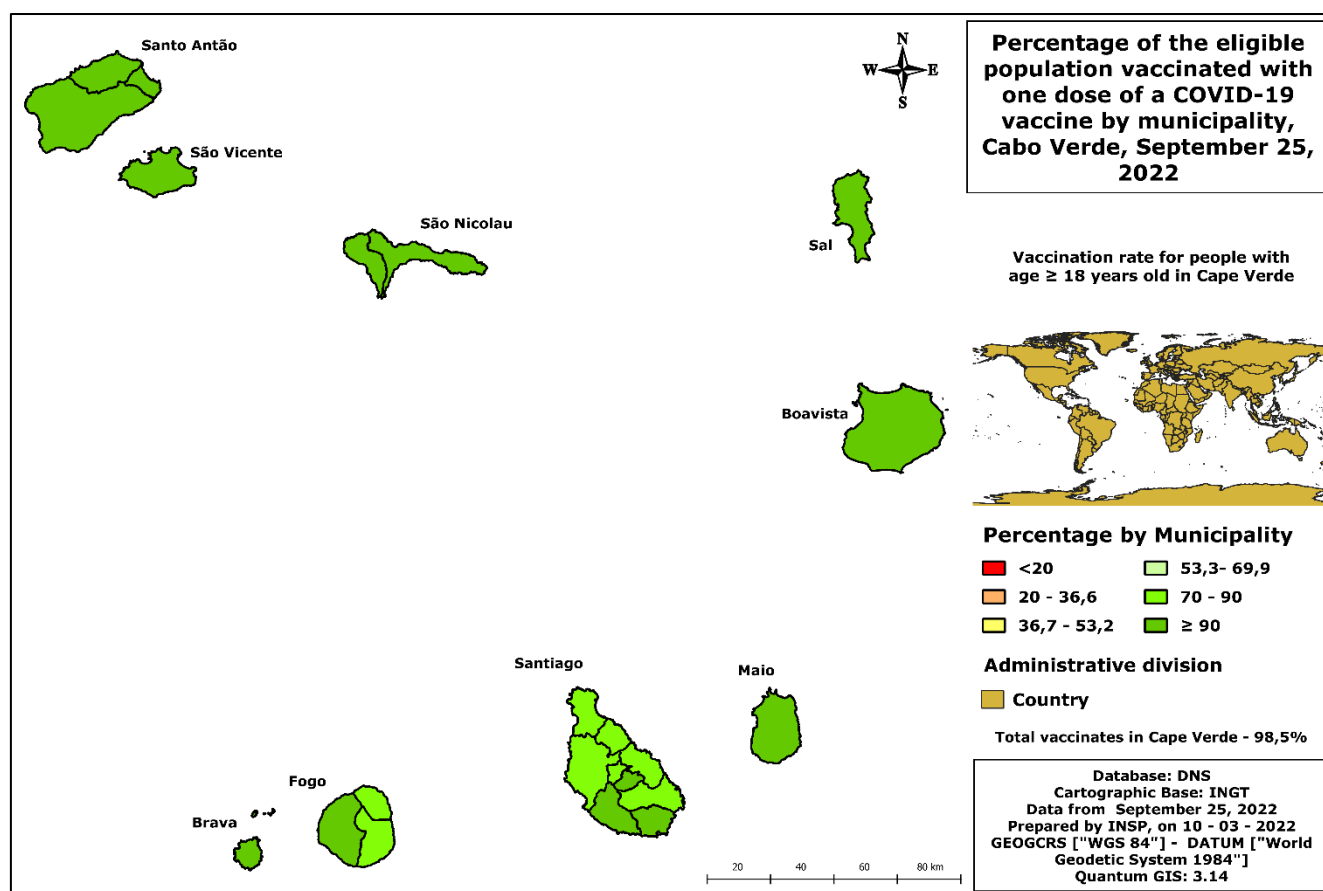 Santo Antão
São Vicente
São Nicolau
Sal
Boavista
Santiago
Maio
Fogo
Brava
N
W E
S
20 40 60 80 km
Percentage of the eligible
population vaccinated with
one dose of a COVID-19
vaccine by municipality,
Cabo Verde, September 25,
2022
Vaccination rate for people with
age ≥ 18 years old in Cape Verde
Percentage by Municipality
<20
20 - 36,6
36,7 - 53,2
53,3- 69,9
70 - 90
≥ 90
Administrative division
Country
Total vaccinates in Cape Verde - 98,5%
Database: DNS
Cartographic Base: INGT
Data from September 25, 2022
Prepared by INSP, on 10 - 03 - 2022
GEOGCRS ["WGS 84"] - DATUM ["World
Geodetic System 1984"]
Quantum GIS: 3.14